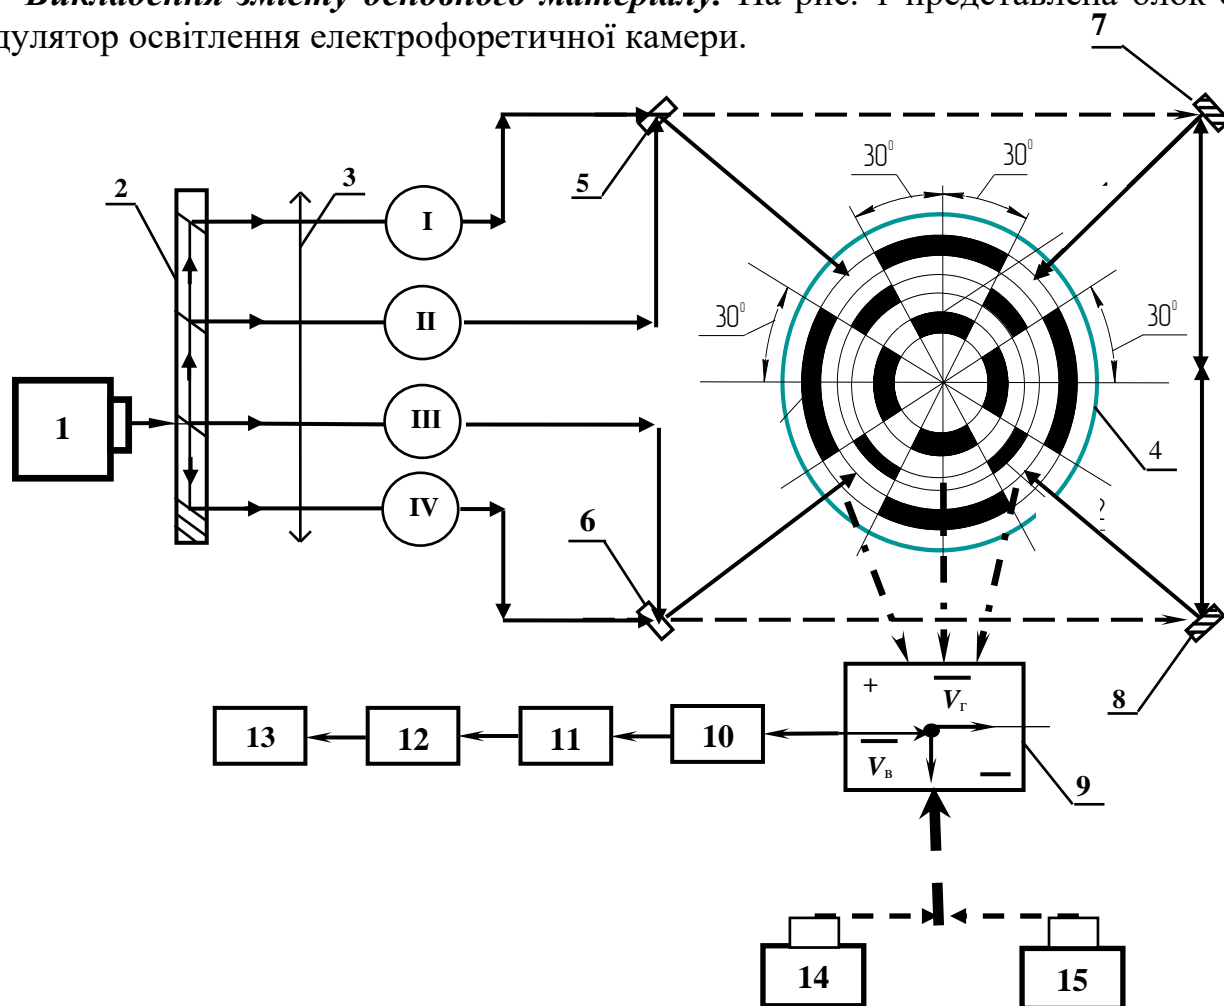 Викладення змісту основного матеріалу. На рис. 1 представлена блок
дулятор освітлення електрофоретичної камери.
7
30⁰ 30⁰
2 3 5
I
II
30⁰ 30⁰
1 III
4
IV
6 2
8
+ V̅г
13 12 11 10
V̅в —
9
14 15